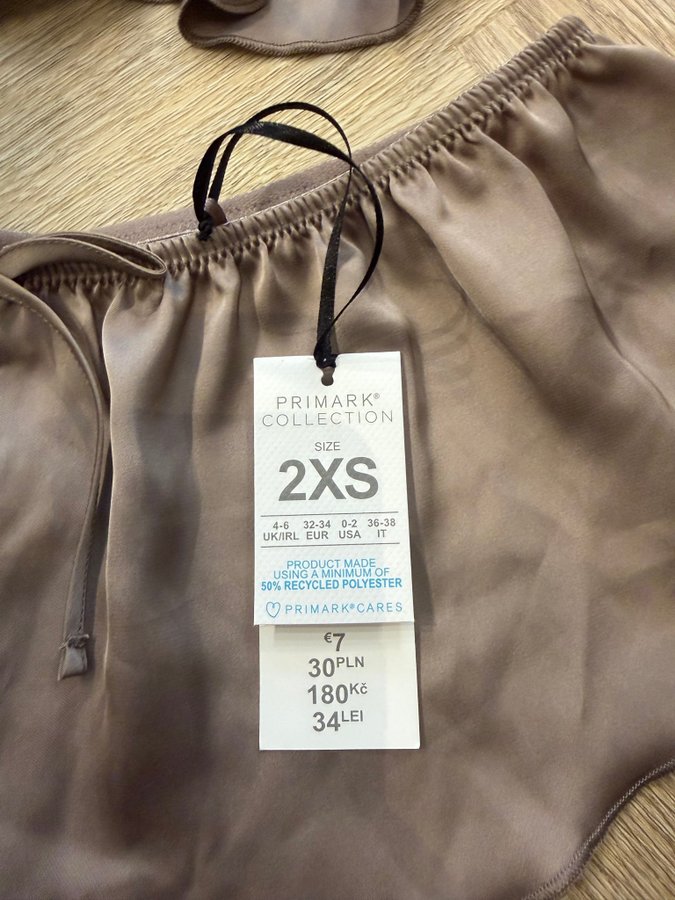 PRIMARK®
COLLECTION
SIZE
2XS
4-6 32-34 0-2 36-38
UK/IRL EUR USA IT
PRODUCT MADE
USING A MINIMUM OF
50% RECYCLED POLYESTER
PRIMARK®CARES
€7
30PLN
180Kč
34LEI